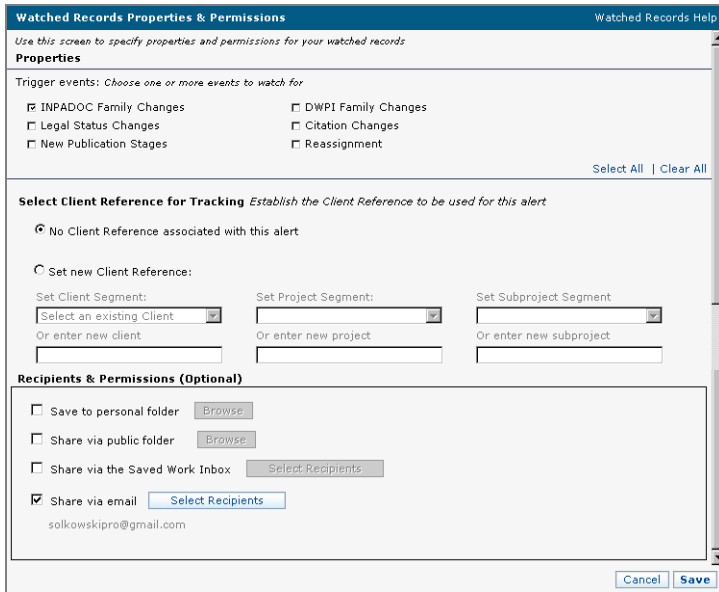 Watched Records Properties & Permissions Watched Records Help
Use this screen to specify properties and permissions for your watched records
Properties
Trigger events: Choose one or more events to watch for
INPADOC Family Changes DWPI Family Changes
Legal Status Changes Citation Changes
New Publication Stages Reassignment
Select All | Clear All
Select Client Reference for Tracking Establish the Client Reference to be used for this alert
No Client Reference associated with this alert
Set new Client Reference:
Set Client Segment: Set Project Segment: Set Subproject Segment
Select an existing Client
Or enter new client Or enter new project Or enter new subproject
Recipients & Permissions (Optional)
Save to personal folder Browse
Share via public folder Browse
Share via the Saved Work Inbox Select Recipients
Share via email Select Recipients
solkowskipro@gmail.com
Cancel Save